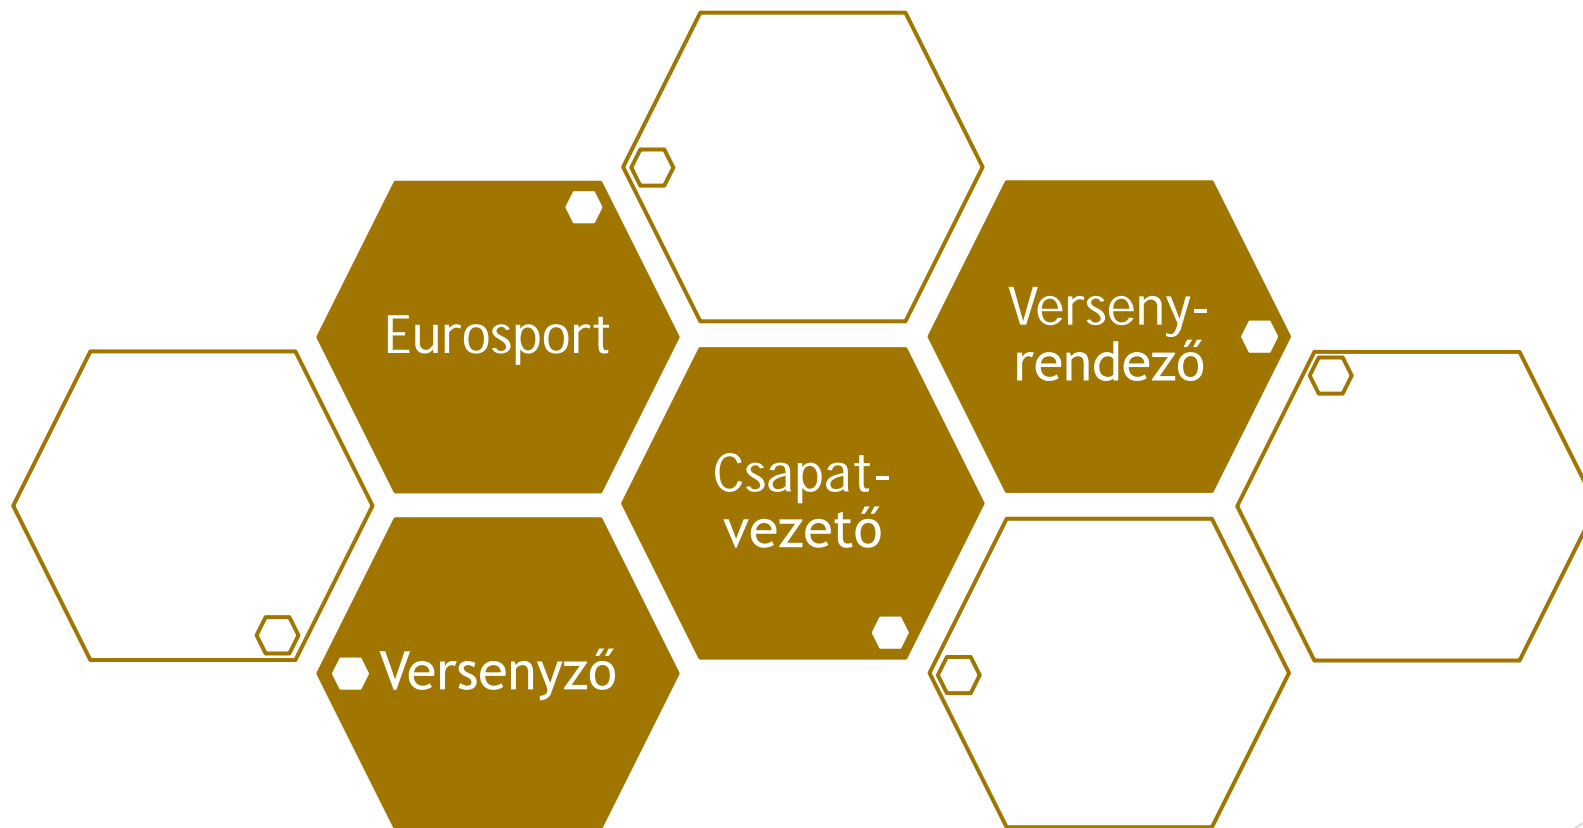 Eurosport
Verseny-
rendező
Csapat-
vezető
Versenyző